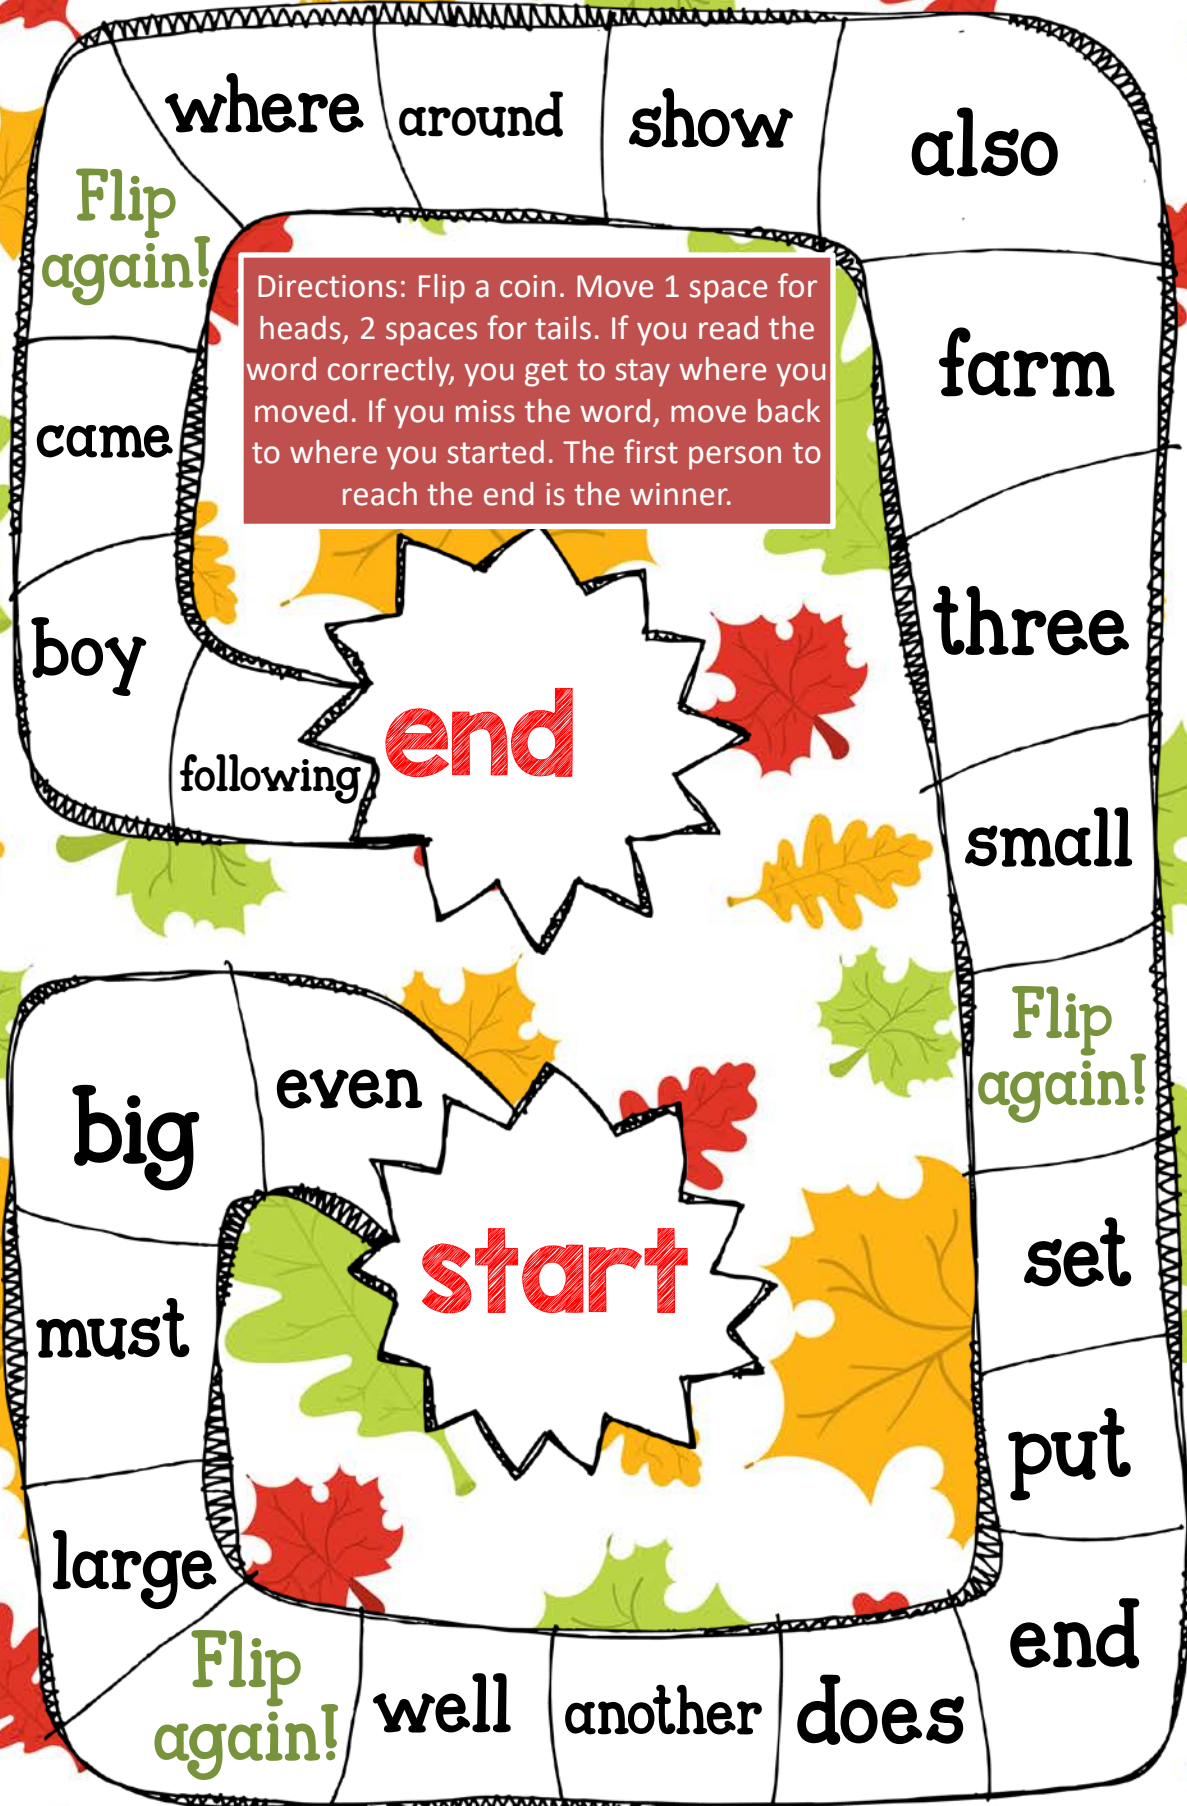 where
around
show
also
Flip
again!
Directions: Flip a coin. Move 1 space for
heads, 2 spaces for tails. If you read the
word correctly, you get to stay where you
moved. If you miss the word, move back
to where you started. The first person to
reach the end is the winner.
farm
came
three
boy
end
following
small
Flip
again!
even
big
set
start
must
put
large
end
Flip
again!
well
another
does